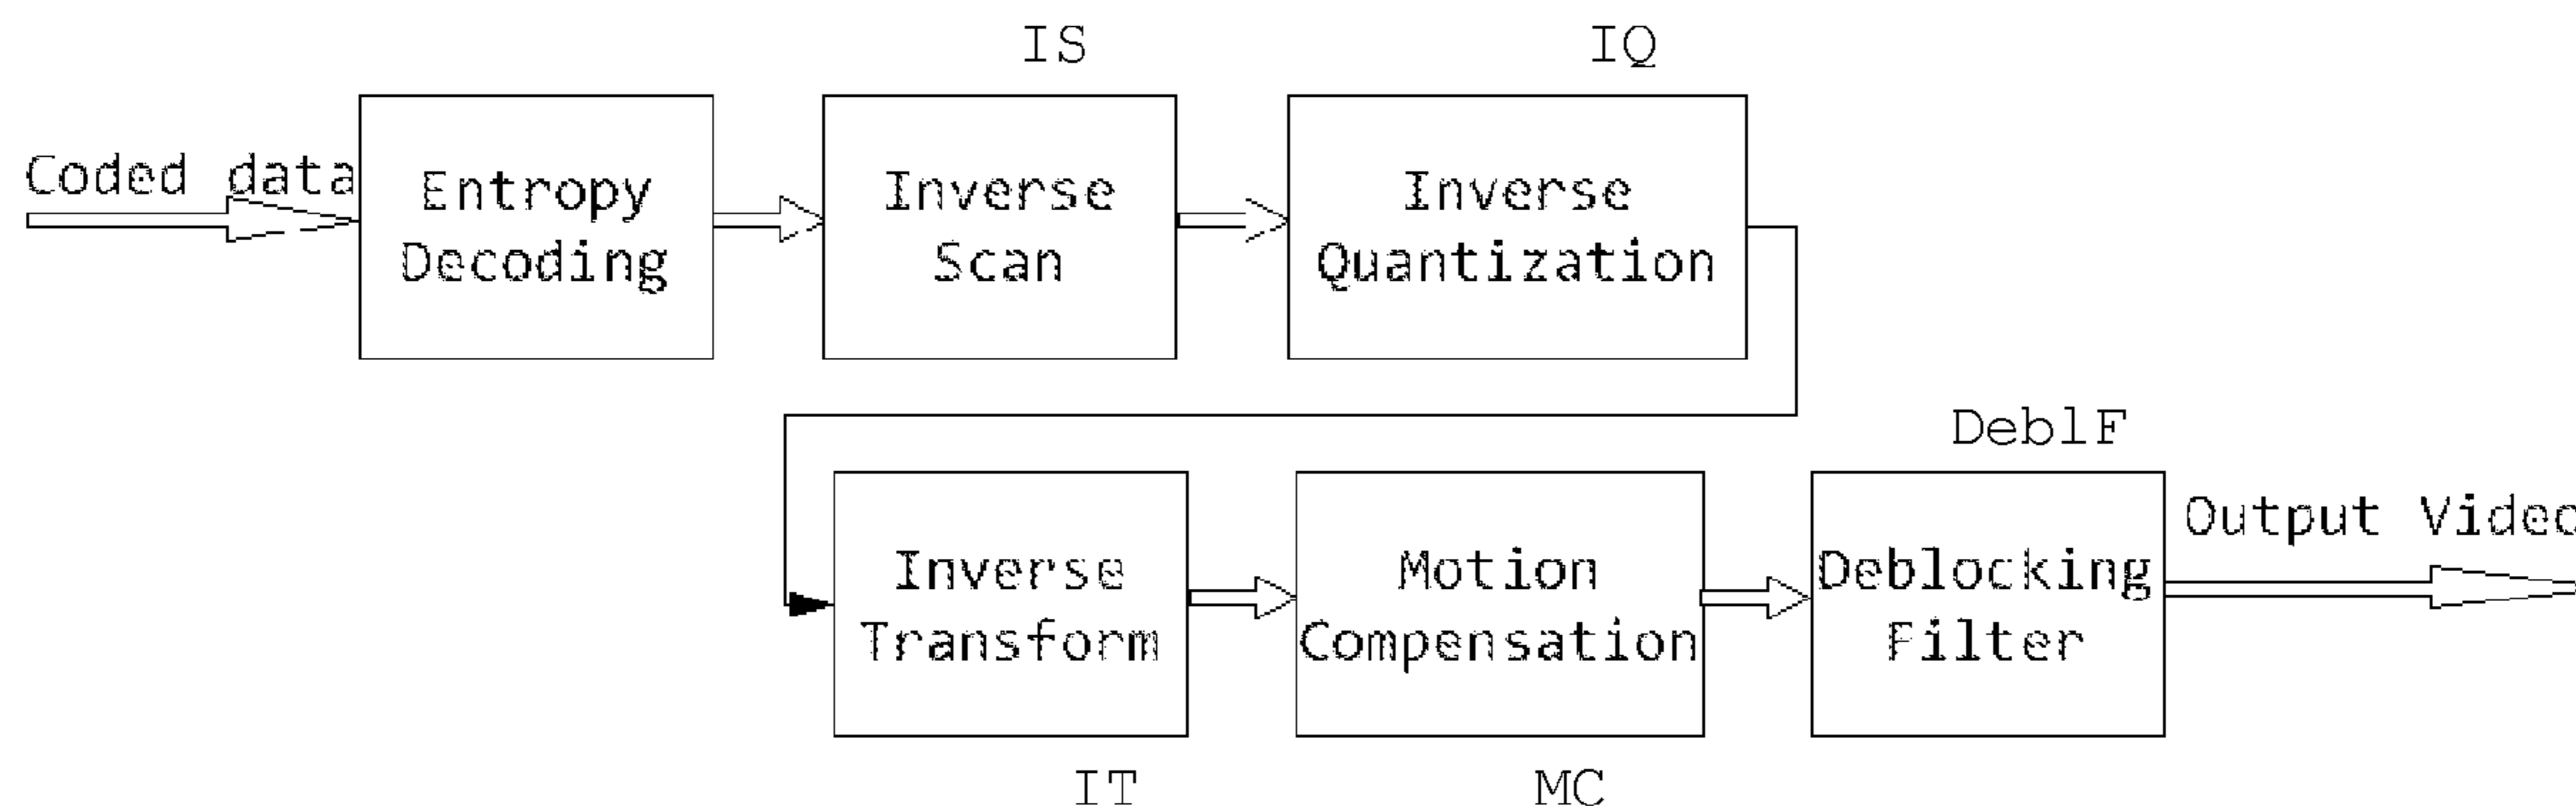 IS
IQ
Coded data
Entropy
Decoding
Inverse
Scan
Inverse
Quantization
DeblF
Inverse
Transform
Motion
Compensation
Deblocking
Filter
Output Video
IT
MC